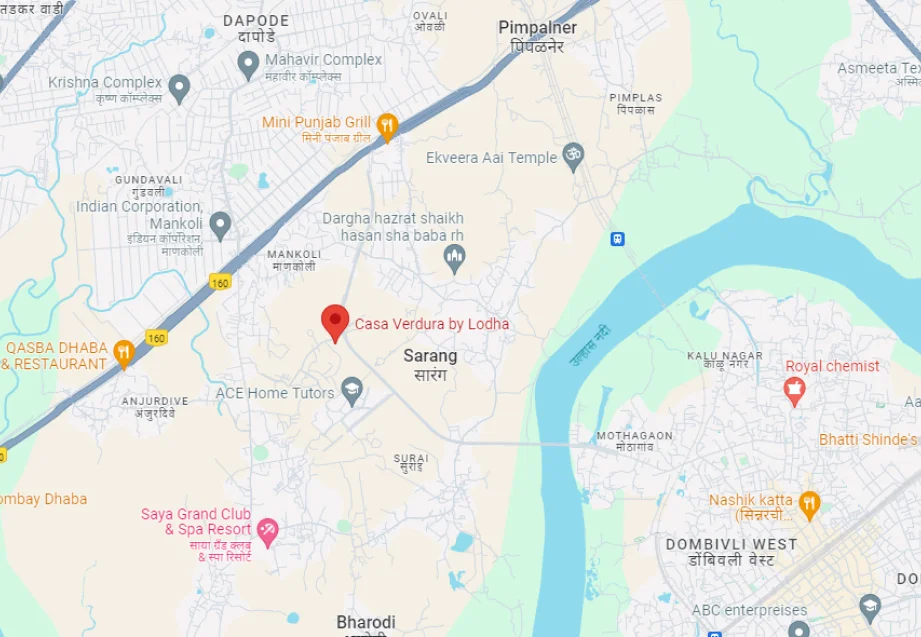 तडकर वाडी
DAPODE
दापोडे
OVALI
ओवळी
Pimpalner
पिंपळनेर
Mahavir Complex
महावीर कॉम्प्लेक्स
Krishna Complex
कृष्ण कॉम्प्लेक्स
Asmeeta Tex
PIMPLAS
पिंपळास
Mini Punjab Grill
मिनी पंजाब ग्रील
Ekveera Aai Temple
GUNDAVALI
गुंडवली
Indian Corporation,
Mankoli
इंडियन कॉर्पोरेशन,
माणकोली
Dargha hazrat shaikh
hasan sha baba rh
MANKOLI
माणकोली
160
Casa Verdura by Lodha
160
उल्हास नदी
QASBA DHABA
& RESTAURANT
Sarang
सारंग
KALU NAGAR
काळू नगर
Royal chemist
ACE Home Tutors
ANJURDIVE
अंजुरदिवे
Aa
MOTHAGAON
मोठागांव
Bhatti Shinde's
SURAI
सुराई
0
ombay Dhaba
Nashik katta
(सिन्नरची...
Saya Grand Club
& Spa Resort
साया ग्रँड क्लब
& स्पा रिसॉर्ट
DOMBIVLI WEST
डोंबिवली वेस्ट
DO
ABC enterpreises
Bharodi